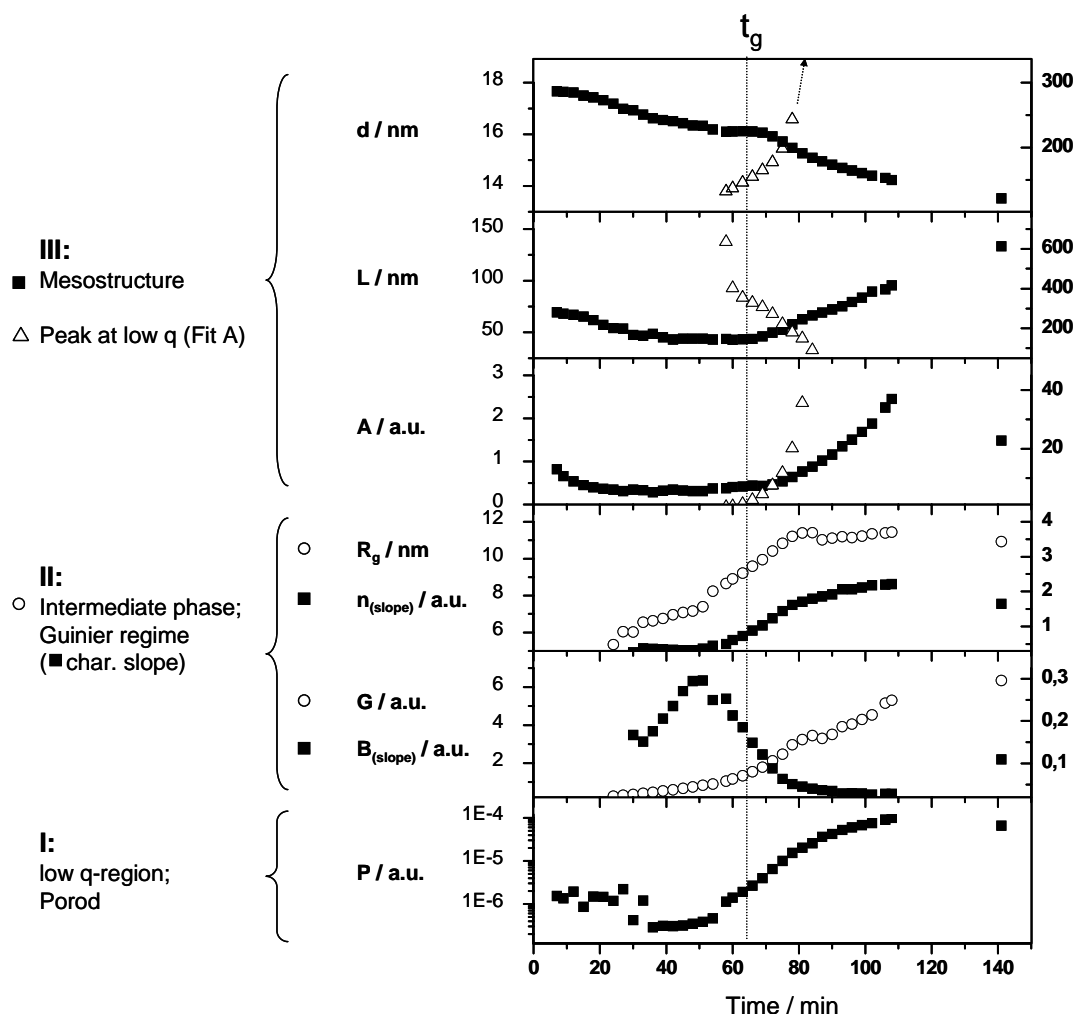 t_g
18
16
14
300
200
d / nm
III:
■ Mesostructure
△ Peak at low q (Fit A)
150
100
50
600
400
200
L / nm
3
2
1
0
40
20
A / a.u.
12
10
8
6
4
3
2
1
○ R_g / nm
■ n_(slope) / a.u.
II:
○ Intermediate phase;
Guinier regime
(■ char. slope)
6
4
2
0,3
0,2
0,1
○ G / a.u.
■ B_(slope) / a.u.
I:
low q-region;
Porod
1E-4
1E-5
1E-6
P / a.u.
0 20 40 60 80 100 120 140
Time / min